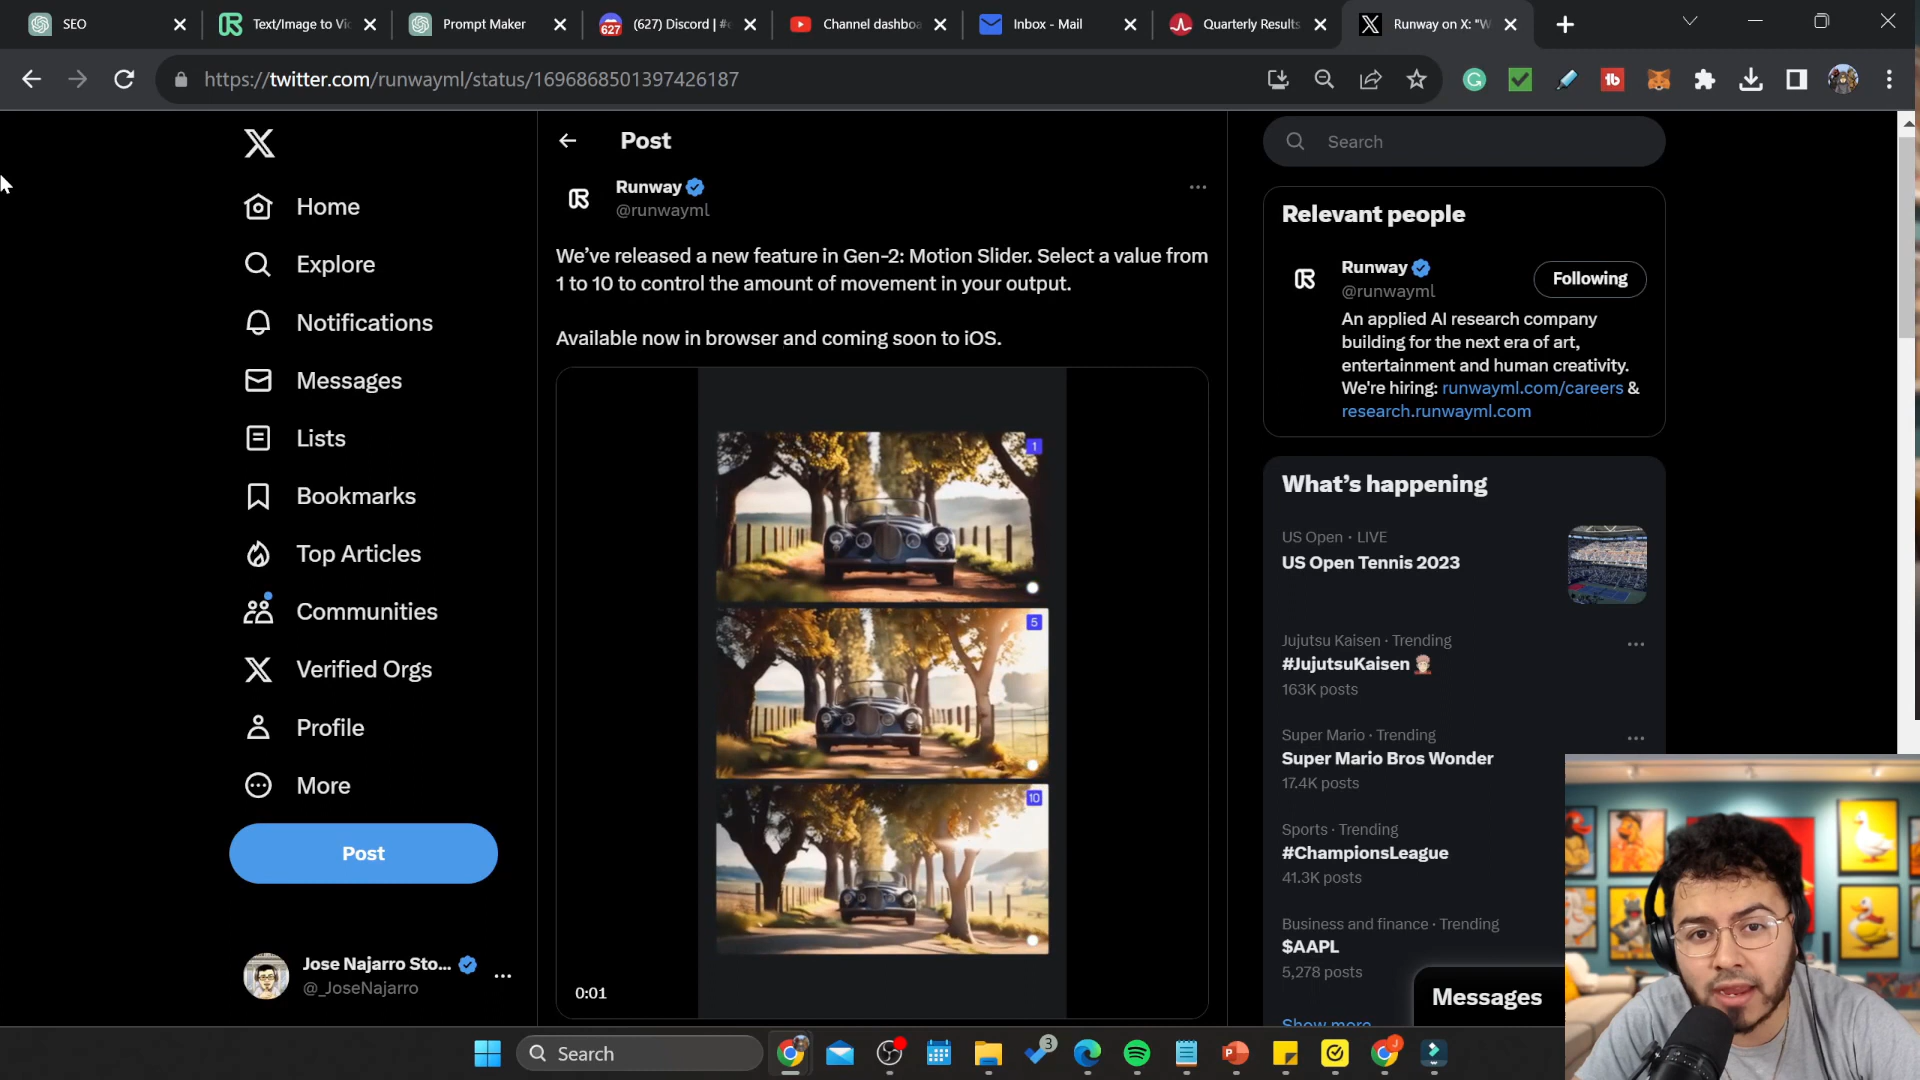 SEO
Text/Image to Vi
Prompt Maker
(627) Discord | #
627
Channel dashboa
Inbox - Mail
Quarterly Results
Runway on X: "W
https://twitter.com/runwayml/status/1696868501397426187
Home
Explore
Notifications
Messages
Lists
Bookmarks
Top Articles
Communities
Verified Orgs
Profile
More
Post
Jose Najarro Sto...
@_JoseNajarro
Post
Runway
@runwayml
We've released a new feature in Gen-2: Motion Slider. Select a value from
1 to 10 to control the amount of movement in your output.
Available now in browser and coming soon to iOS.
1
5
10
0:01
Search
Relevant people
Runway
Following
@runwayml
An applied AI research company
building for the next era of art,
entertainment and human creativity.
We're hiring: runwayml.com/careers &
research.runwayml.com
What's happening
US Open · LIVE
US Open Tennis 2023
Jujutsu Kaisen · Trending
#JujutsuKaisen
163K posts
Super Mario · Trending
Super Mario Bros Wonder
17.4K posts
Sports · Trending
#ChampionsLeague
41.3K posts
Business and finance · Trending
$AAPL
5,278 posts
Show more
Messages
Search
3